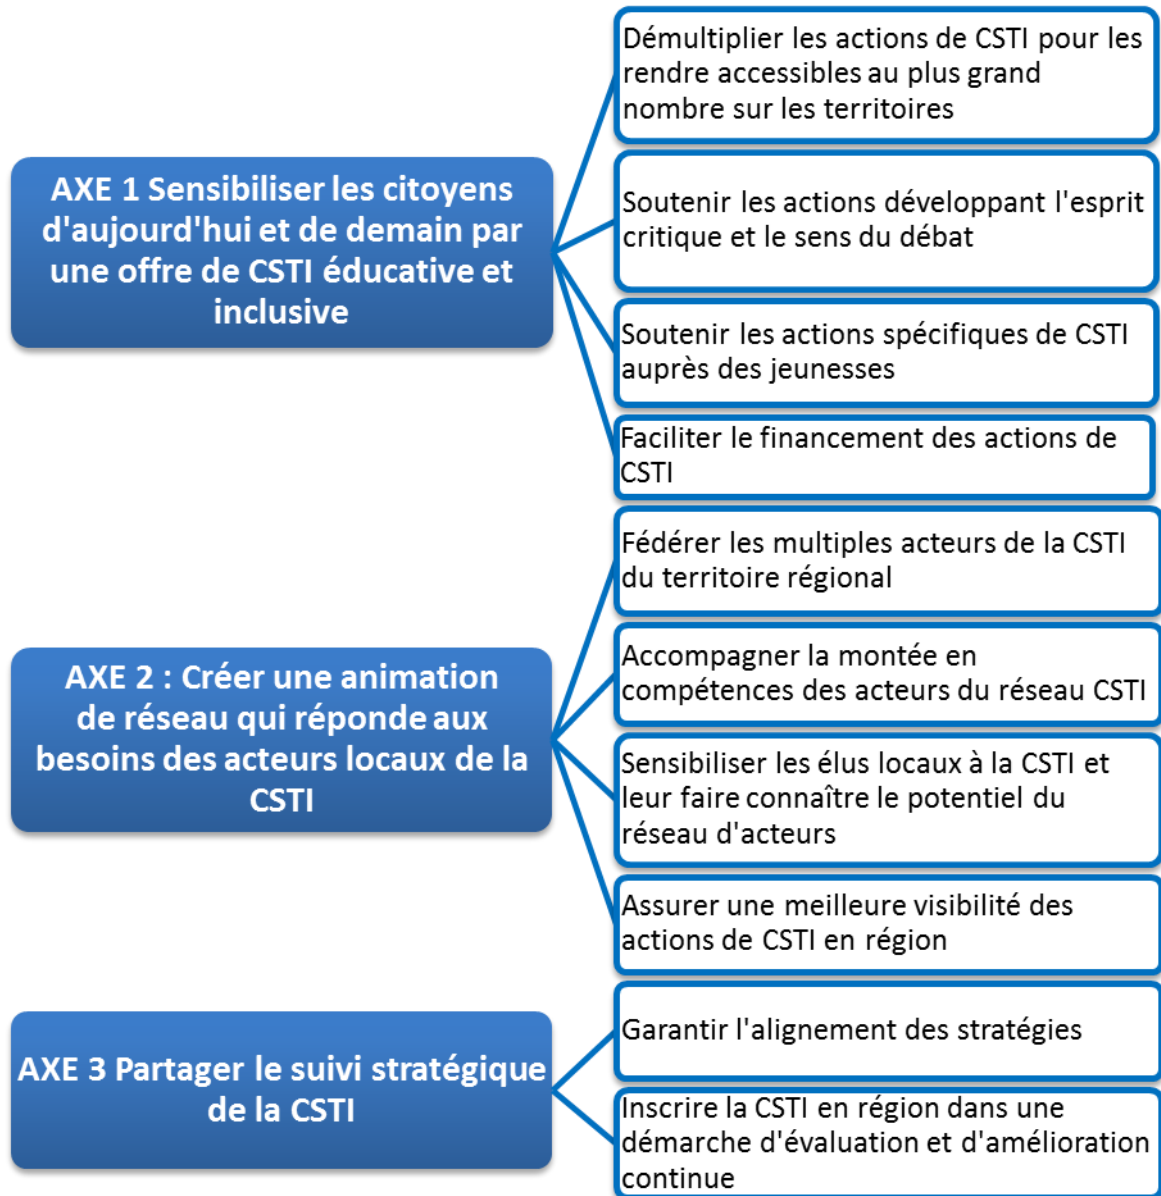 AXE 1 Sensibiliser les citoyens
d'aujourd'hui et de demain par
une offre de CSTI éducative et
inclusive
Démultiplier les actions de CSTI pour les
rendre accessibles au plus grand
nombre sur les territoires
Soutenir les actions développant l'esprit
critique et le sens du débat
Soutenir les actions spécifiques de CSTI
auprès des jeunesses
Faciliter le financement des actions de
CSTI
AXE 2 : Créer une animation
de réseau qui réponde aux
besoins des acteurs locaux de la
CSTI
Fédérer les multiples acteurs de la CSTI
du territoire régional
Accompagner la montée en
compétences des acteurs du réseau CSTI
Sensibiliser les élus locaux à la CSTI et
leur faire connaître le potentiel du
réseau d'acteurs
Assurer une meilleure visibilité des
actions de CSTI en région
AXE 3 Partager le suivi stratégique
de la CSTI
Garantir l'alignement des stratégies
Inscrire la CSTI en région dans une
démarche d'évaluation et d'amélioration
continue